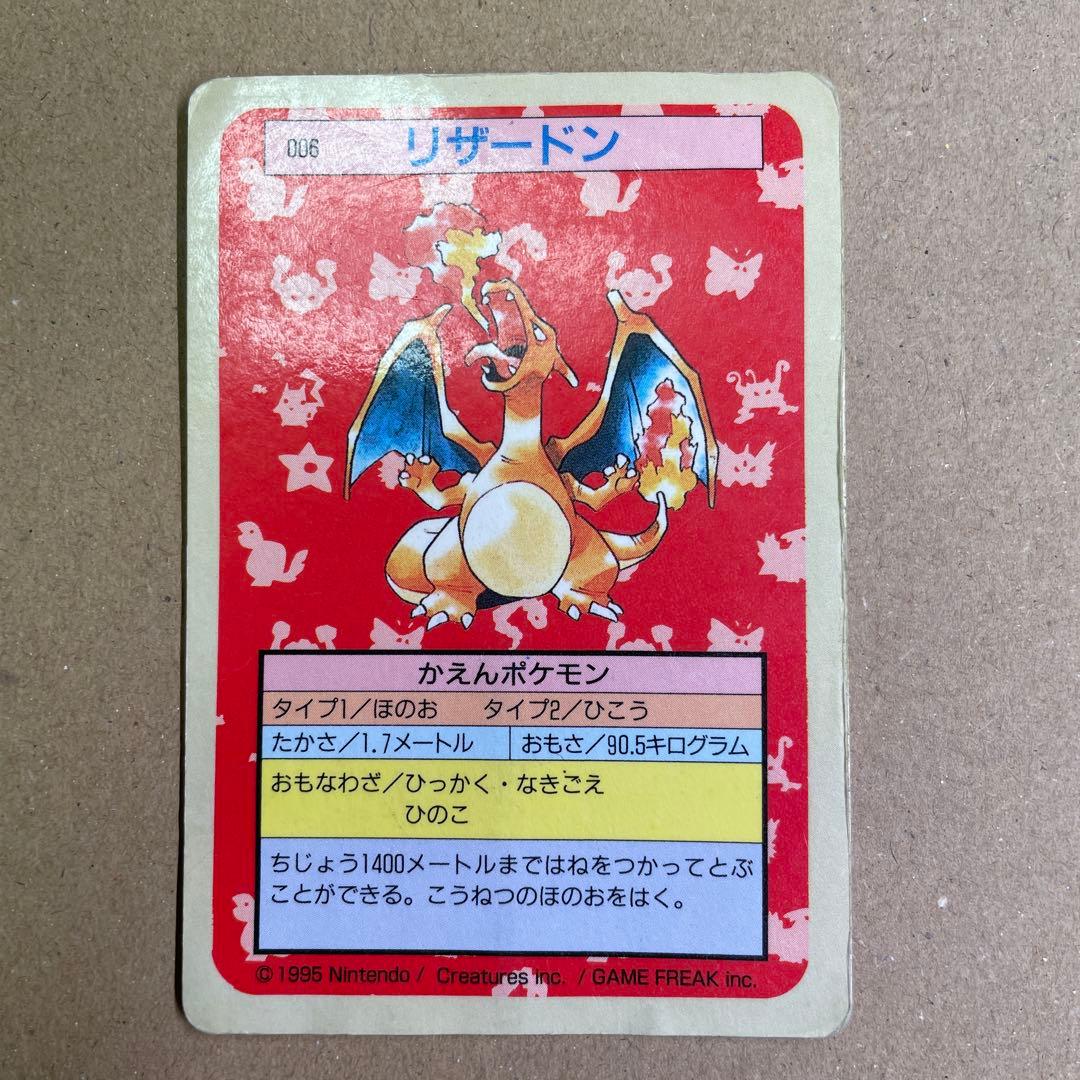 006 リザードン
かえんポケモン
タイプ1／ほのお タイプ2／ひこう
たかさ／1.7メートル おもさ／90.5キログラム
おもなわざ／ひっかく・なきごえ
ひのこ
ちじょう1400メートルまではねをつかってとぶ
ことができる。こうねつのほのおをはく。
© 1995 Nintendo / Creatures inc. / GAME FREAK inc.